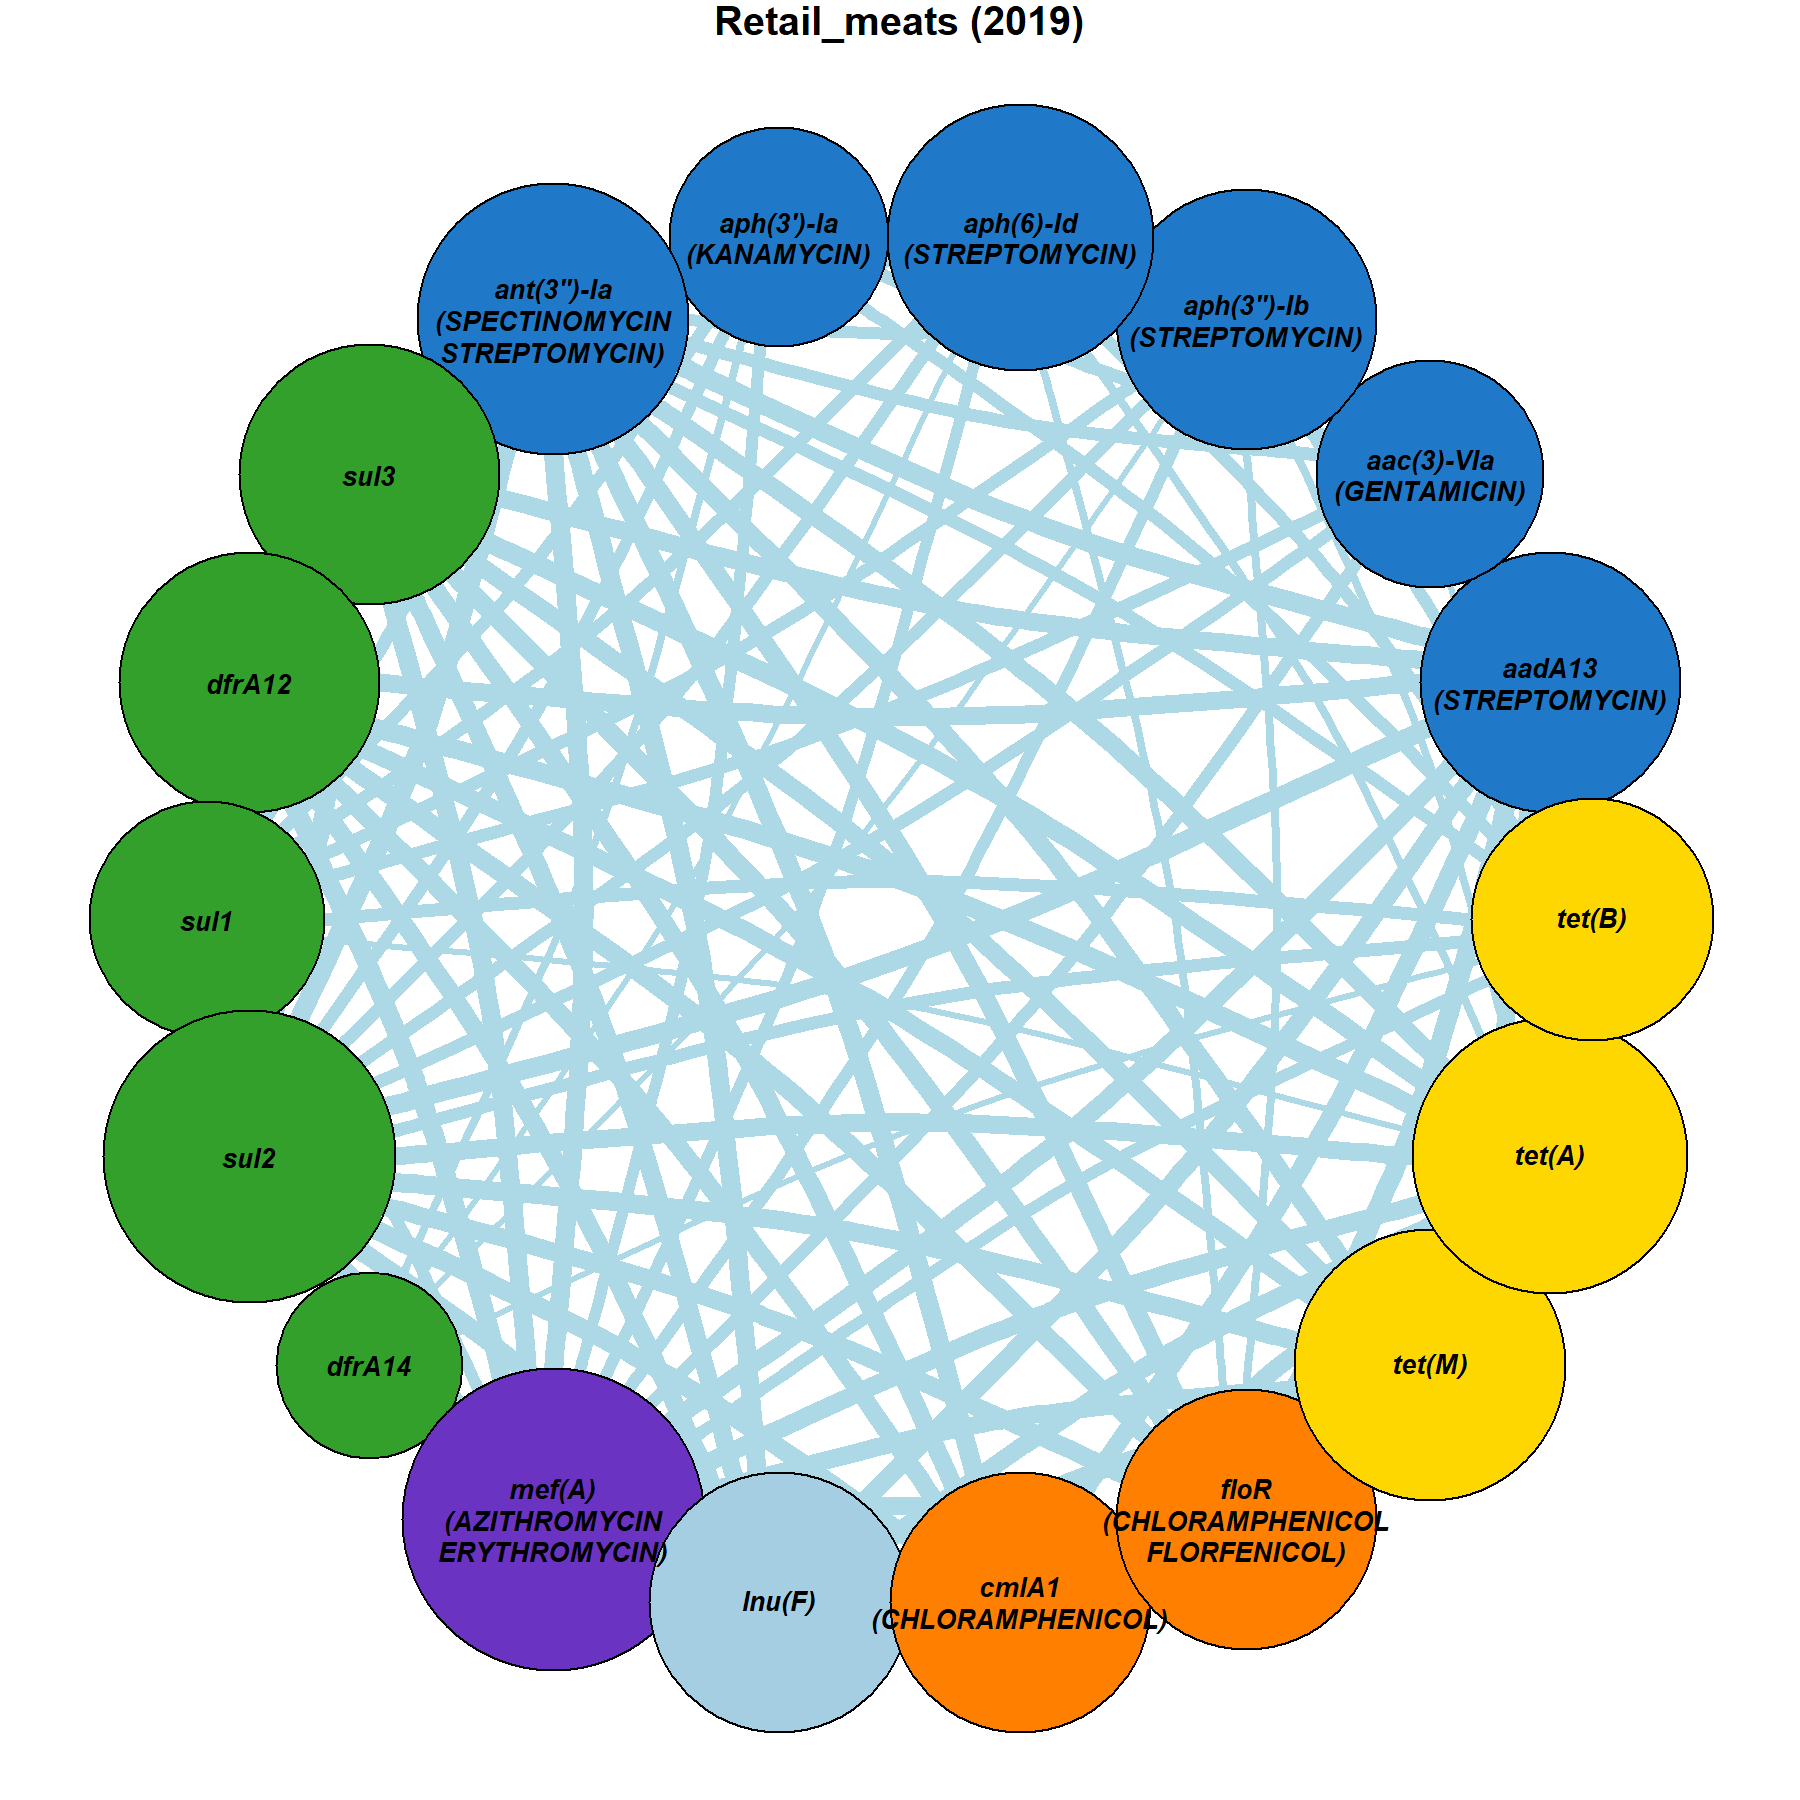 Retail_meats (2019)
aph(3')-Ia
(KANAMYCIN)
aph(6)-Id
(STREPTOMYCIN)
ant(3")-Ia
(SPECTINOMYCIN
STREPTOMYCIN)
aph(3")-Ib
(STREPTOMYCIN)
sul3
aac(3)-VIa
(GENTAMICIN)
dfrA12
aadA13
(STREPTOMYCIN)
sul1
tet(B)
sul2
tet(A)
dfrA14
tet(M)
mef(A)
(AZITHROMYCIN
ERYTHROMYCIN)
floR
(CHLORAMPHENICOL
FLORFENICOL)
lnu(F)
cmlA1
(CHLORAMPHENICOL)